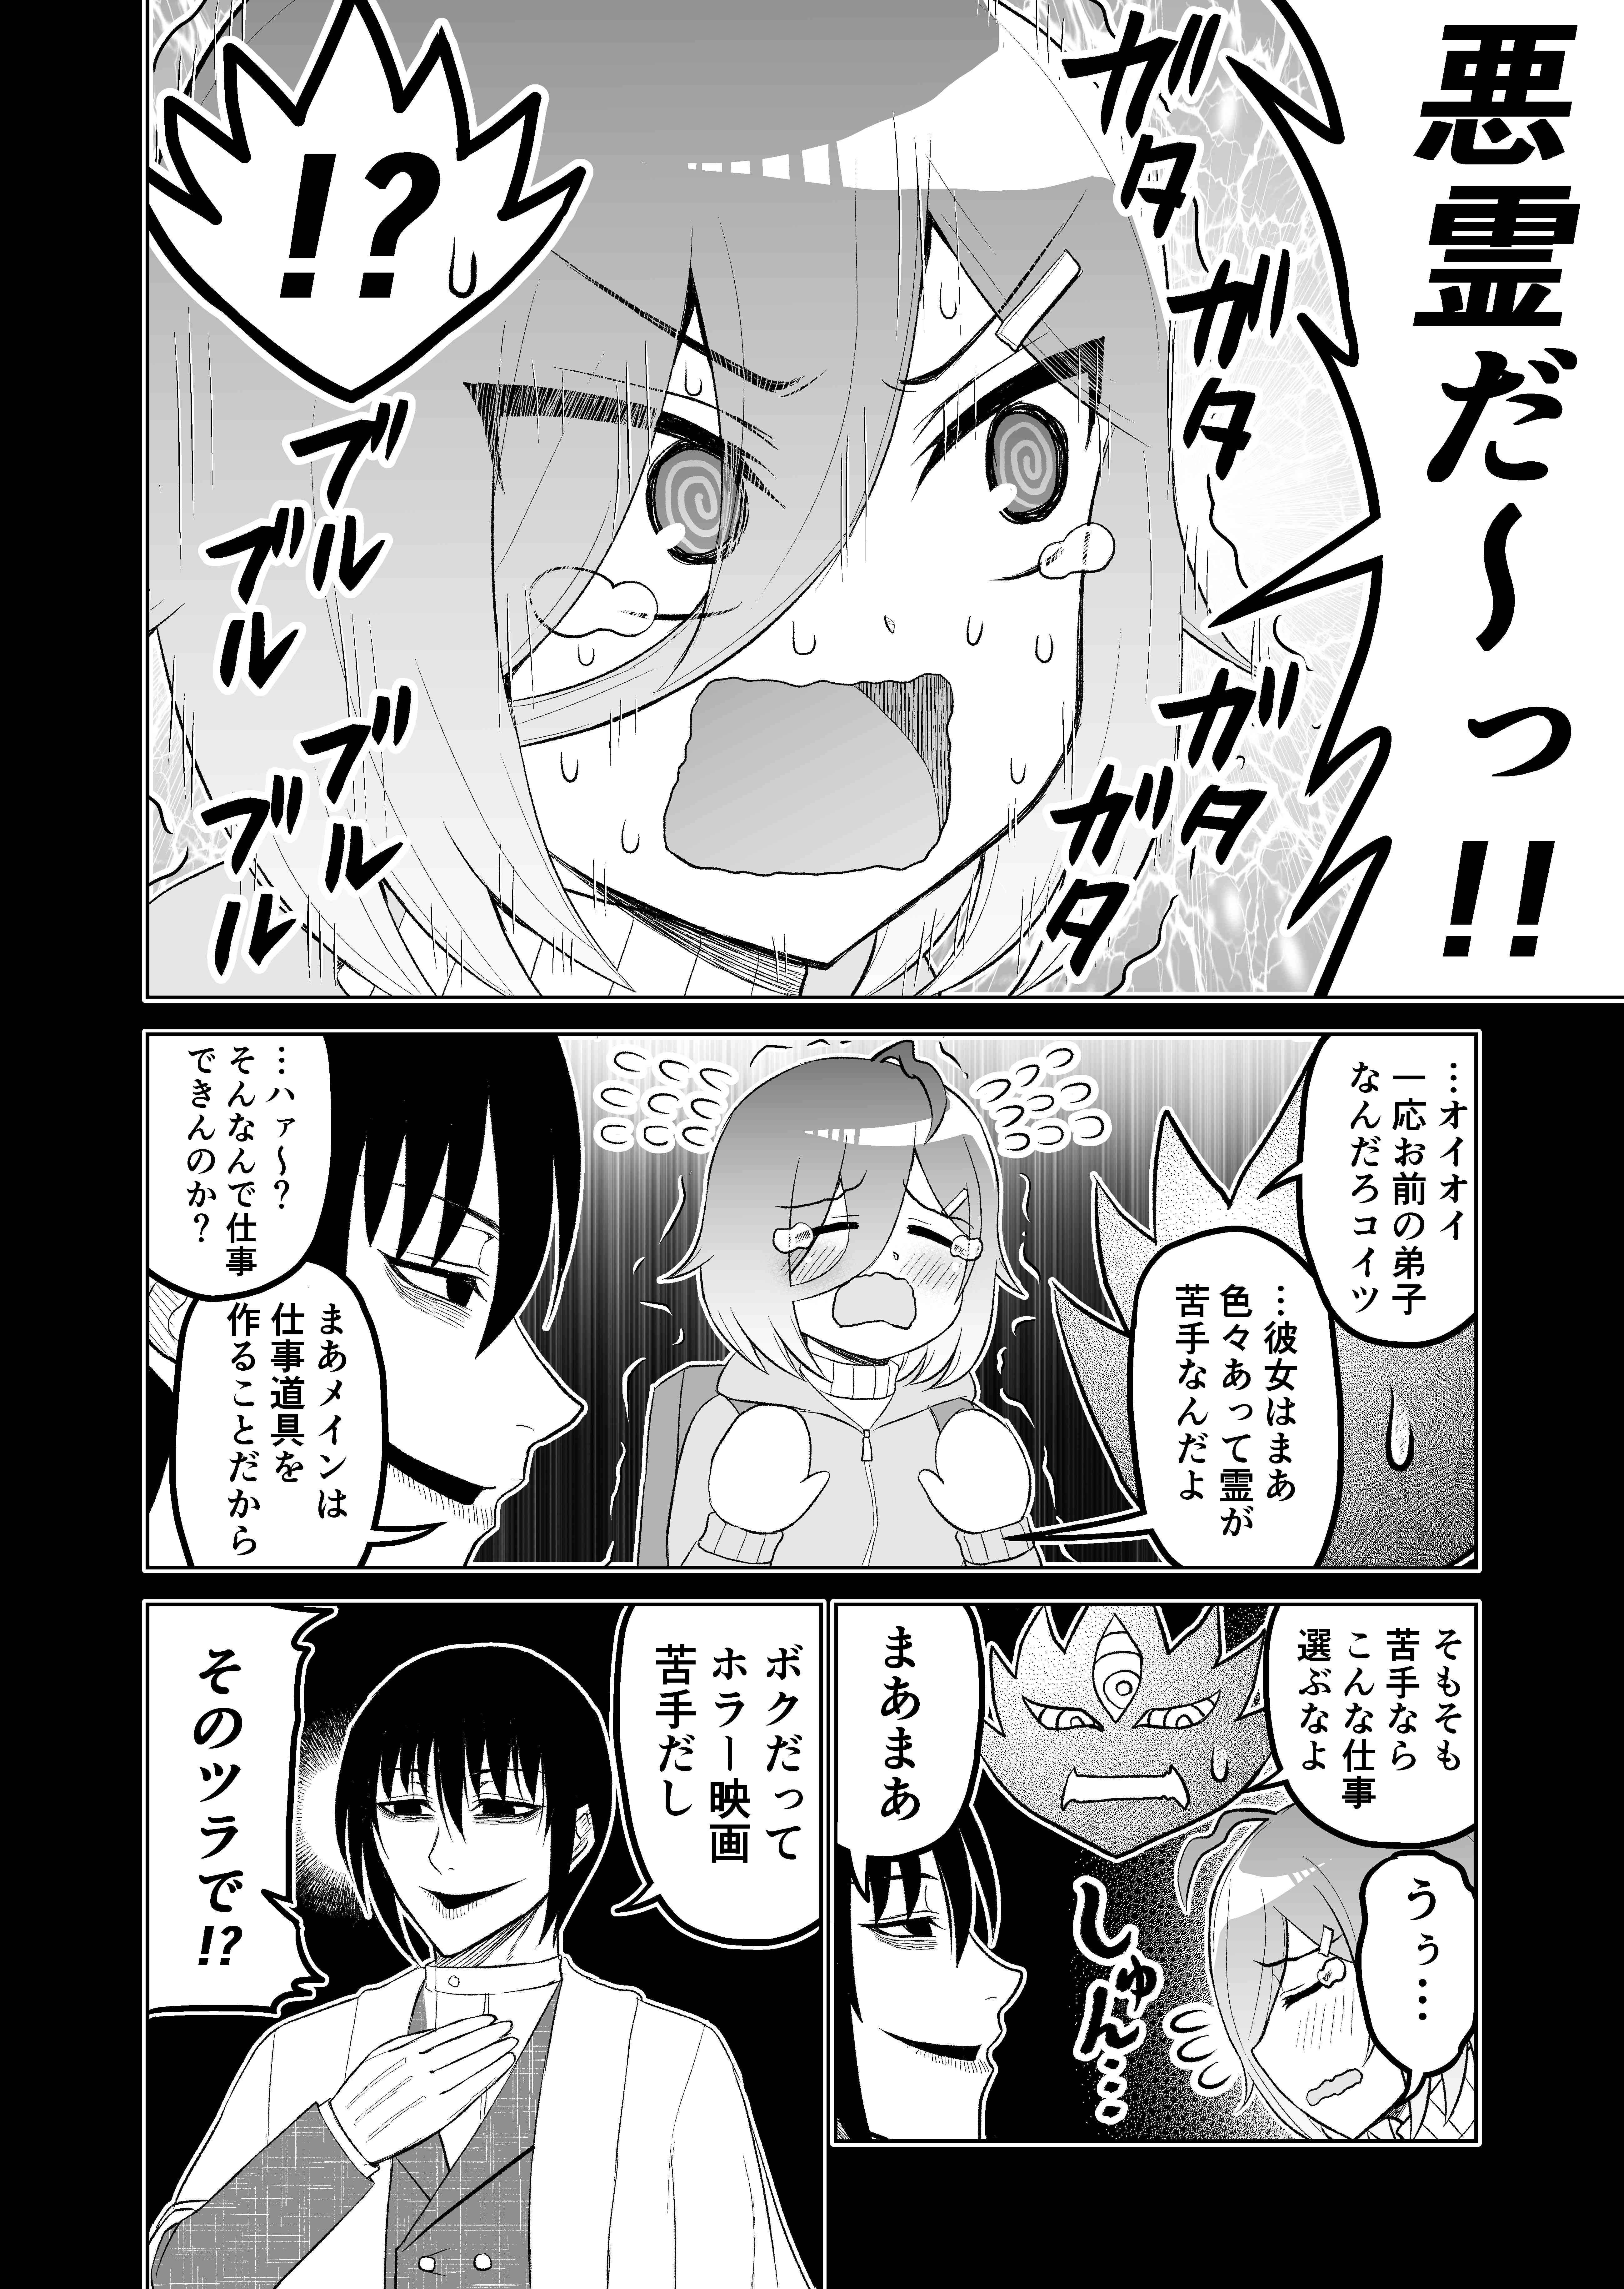 悪霊だ～っ!!
ガタ
ガタ
ガタ
ガタ
!?
ブル
ブル
ブル
ブル
…オイオイ
一応お前の弟子
なんだろコイツ
…彼女はまあ
色々あって霊が
苦手なんだよ
…ハァ～？
そんなんで仕事
できんのか？
まあメインは
仕事道具を
作ることだから
そもそも
苦手なら
こんな仕事
選ぶなよ
うぅ…
しゅん…
まあまあ
ボクだって
ホラー映画
苦手だし
そのツラで!?